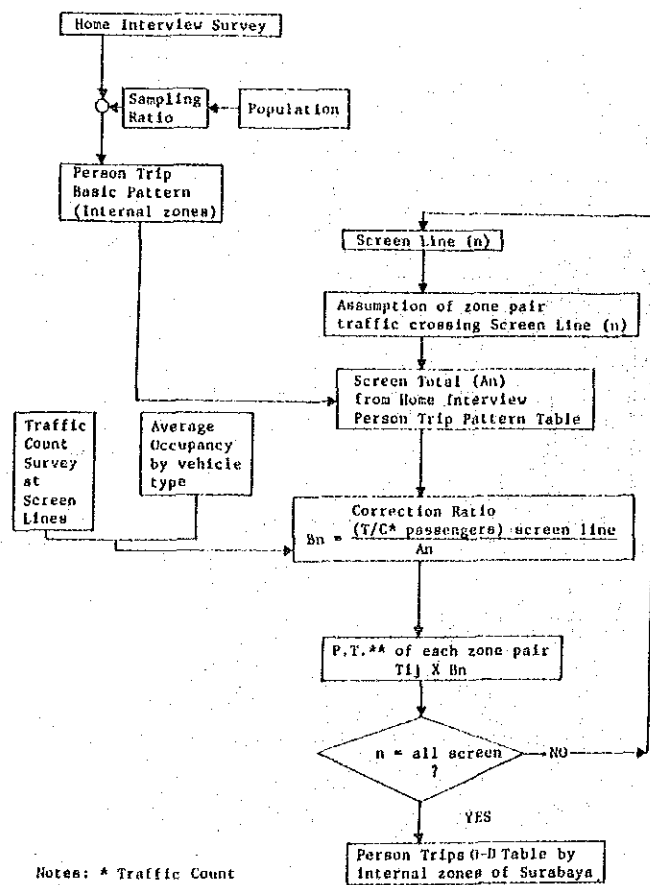 Home Interview Survey
Sampling
Ratio
Population
Person Trip
Basic Pattern
(Internal zones)
Screen Line (n)
Assumption of zone pair
traffic crossing Screen Line (n)
Screen Total (An)
from Home Interview
Person Trip Pattern Table
Traffic
Count
Survey
at
Screen
Lines
Average
Occupancy
by vehicle
type
Correction Ratio
Bn = (T/C* passengers) screen line
An
P.T.** of each zone pair
Tij X Bn
n = all screen
?
NO
YES
Person Trips O-D Table by
internal zones of Surabaya
Notes: * Traffic Count